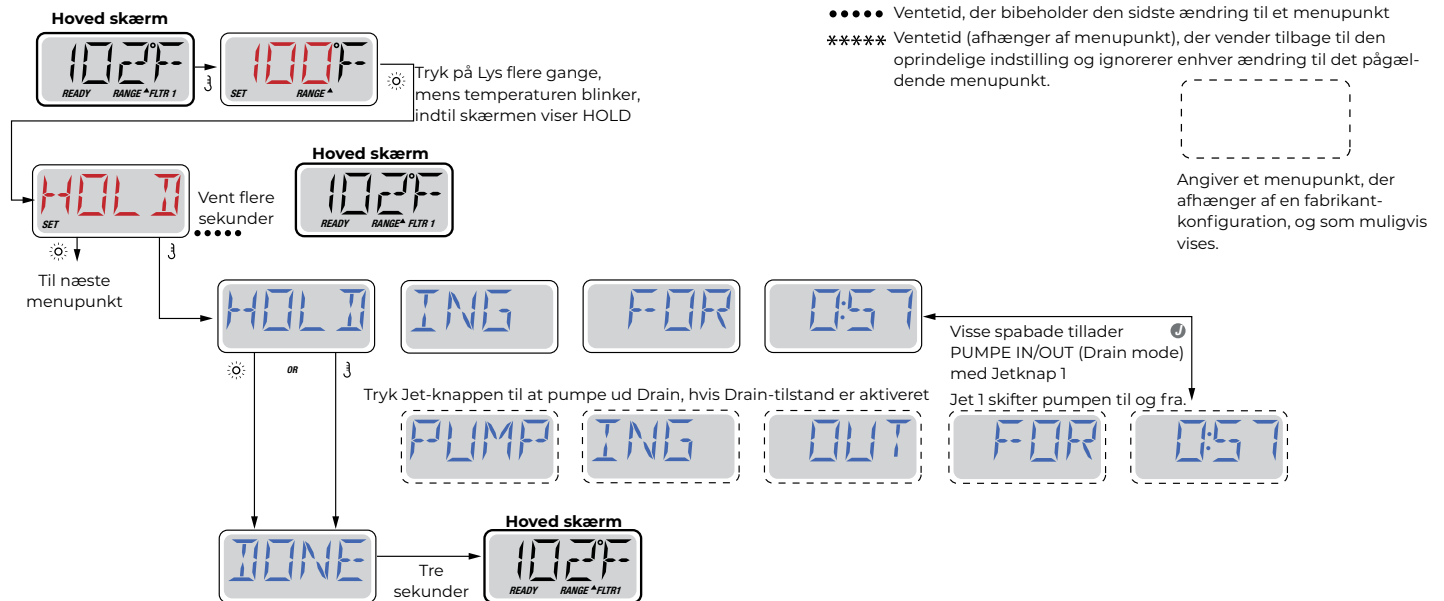 Hoved skærm
102°F
READY RANGE FLTR 1
100°F
SET RANGE
Tryk på Lys flere gange,
mens temperaturen blinker,
indtil skærmen viser HOLD
Ventetid, der bibeholder den sidste ændring til et menupunkt
***** Ventetid (afhænger af menupunkt), der vender tilbage til den
oprindelige indstilling og ignorerer enhver ændring til det pågæl-
dende menupunkt.
Angiver et menupunkt, der
afhænger af en fabrikant-
konfiguration, og som muligvis
vises.
HOLD
SET
Vent flere
sekunder
Hoved skærm
102°F
READY RANGE FLTR 1
Til næste
menupunkt
HOLD
ING
FOR
0:57
OR
Visse spabade tillader
PUMPE IN/OUT (Drain mode)
med Jetknap 1
J
Tryk Jet-knappen til at pumpe ud Drain, hvis Drain-tilstand er aktiveret
Jet 1 skifter pumpen til og fra.
PUMP
ING
OUT
FOR
0:57
DONE
Tre
sekunder
Hoved skærm
102°F
READY RANGE FLTR1